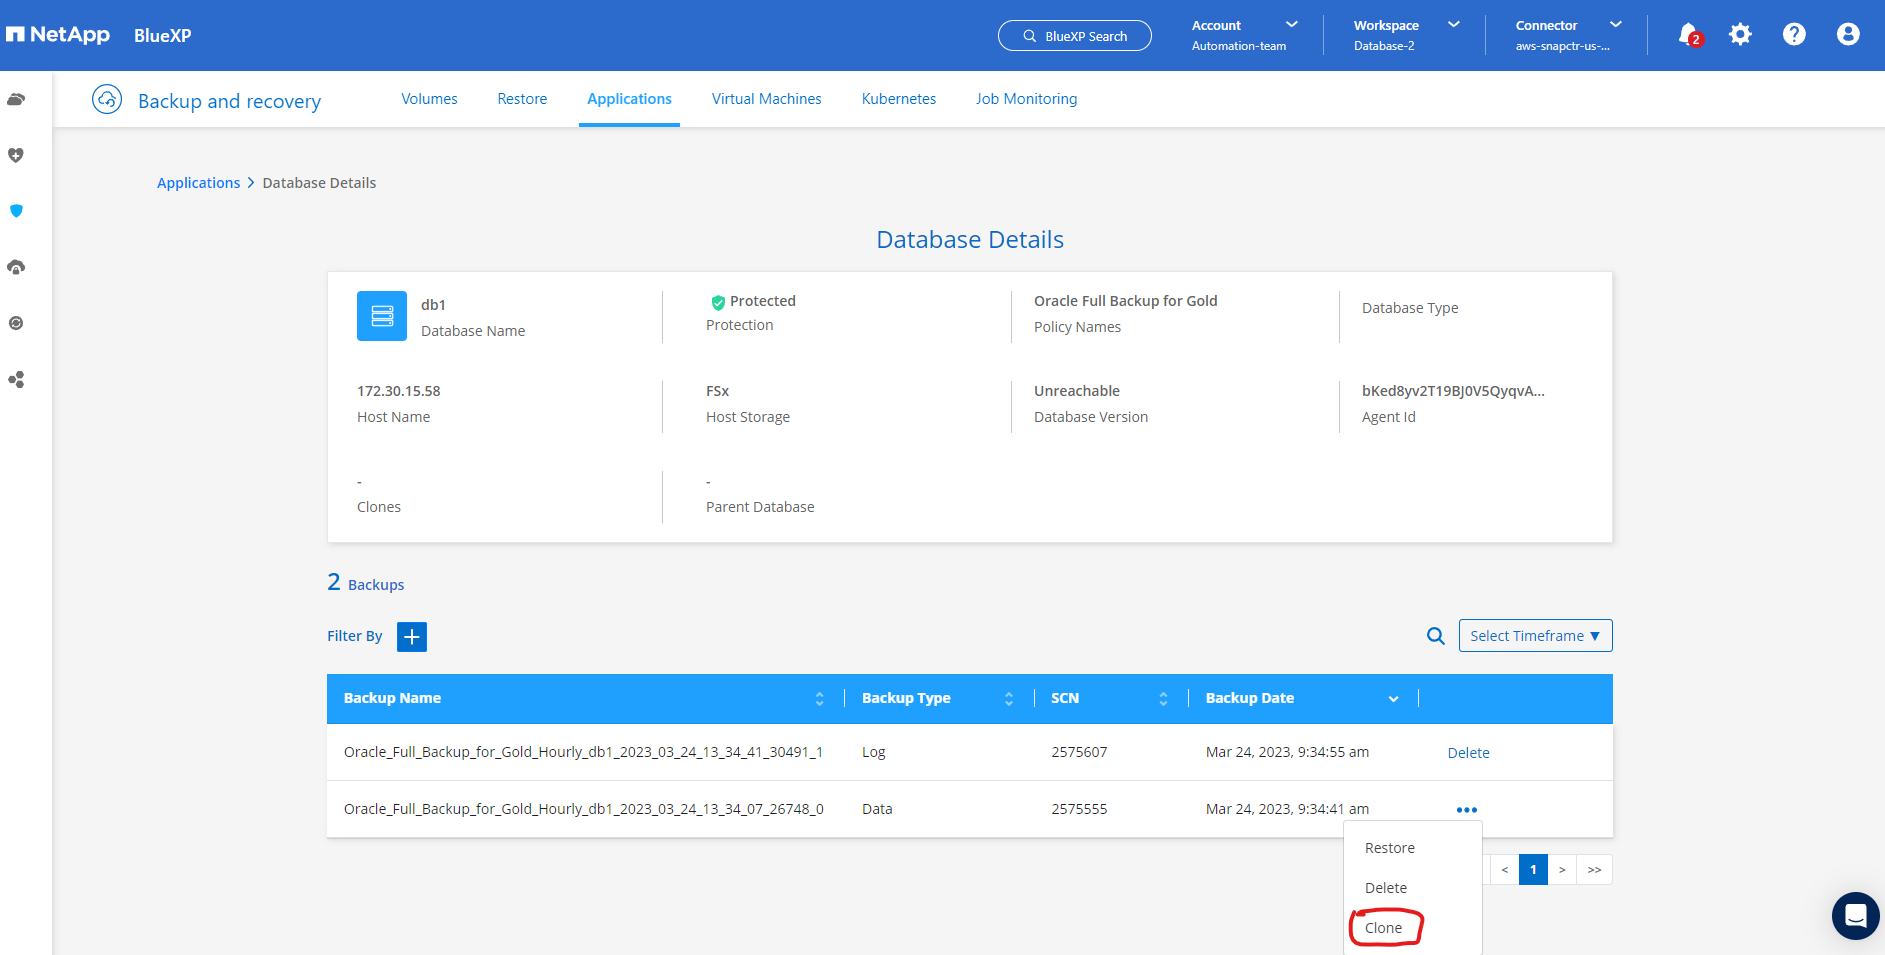 NetApp BlueXP
BlueXP Search
Account
Automation-team
Workspace
Database-2
Connector
aws-snapctr-us-...
2
Backup and recovery
Volumes Restore Applications Virtual Machines Kubernetes Job Monitoring
Applications > Database Details
Database Details
db1
Database Name
Protected
Protection
Oracle Full Backup for Gold
Policy Names
Database Type
172.30.15.58
Host Name
FSx
Host Storage
Unreachable
Database Version
bKed8yv2T19BJ0V5QyqvA...
Agent Id
-
Clones
-
Parent Database
2 Backups
Filter By +
Select Timeframe ▼
Backup Name Backup Type SCN Backup Date
Oracle_Full_Backup_for_Gold_Hourly_db1_2023_03_24_13_34_41_30491_1 Log 2575607 Mar 24, 2023, 9:34:55 am Delete
Oracle_Full_Backup_for_Gold_Hourly_db1_2023_03_24_13_34_07_26748_0 Data 2575555 Mar 24, 2023, 9:34:41 am •••
Restore
Delete
Clone
< 1 > >>